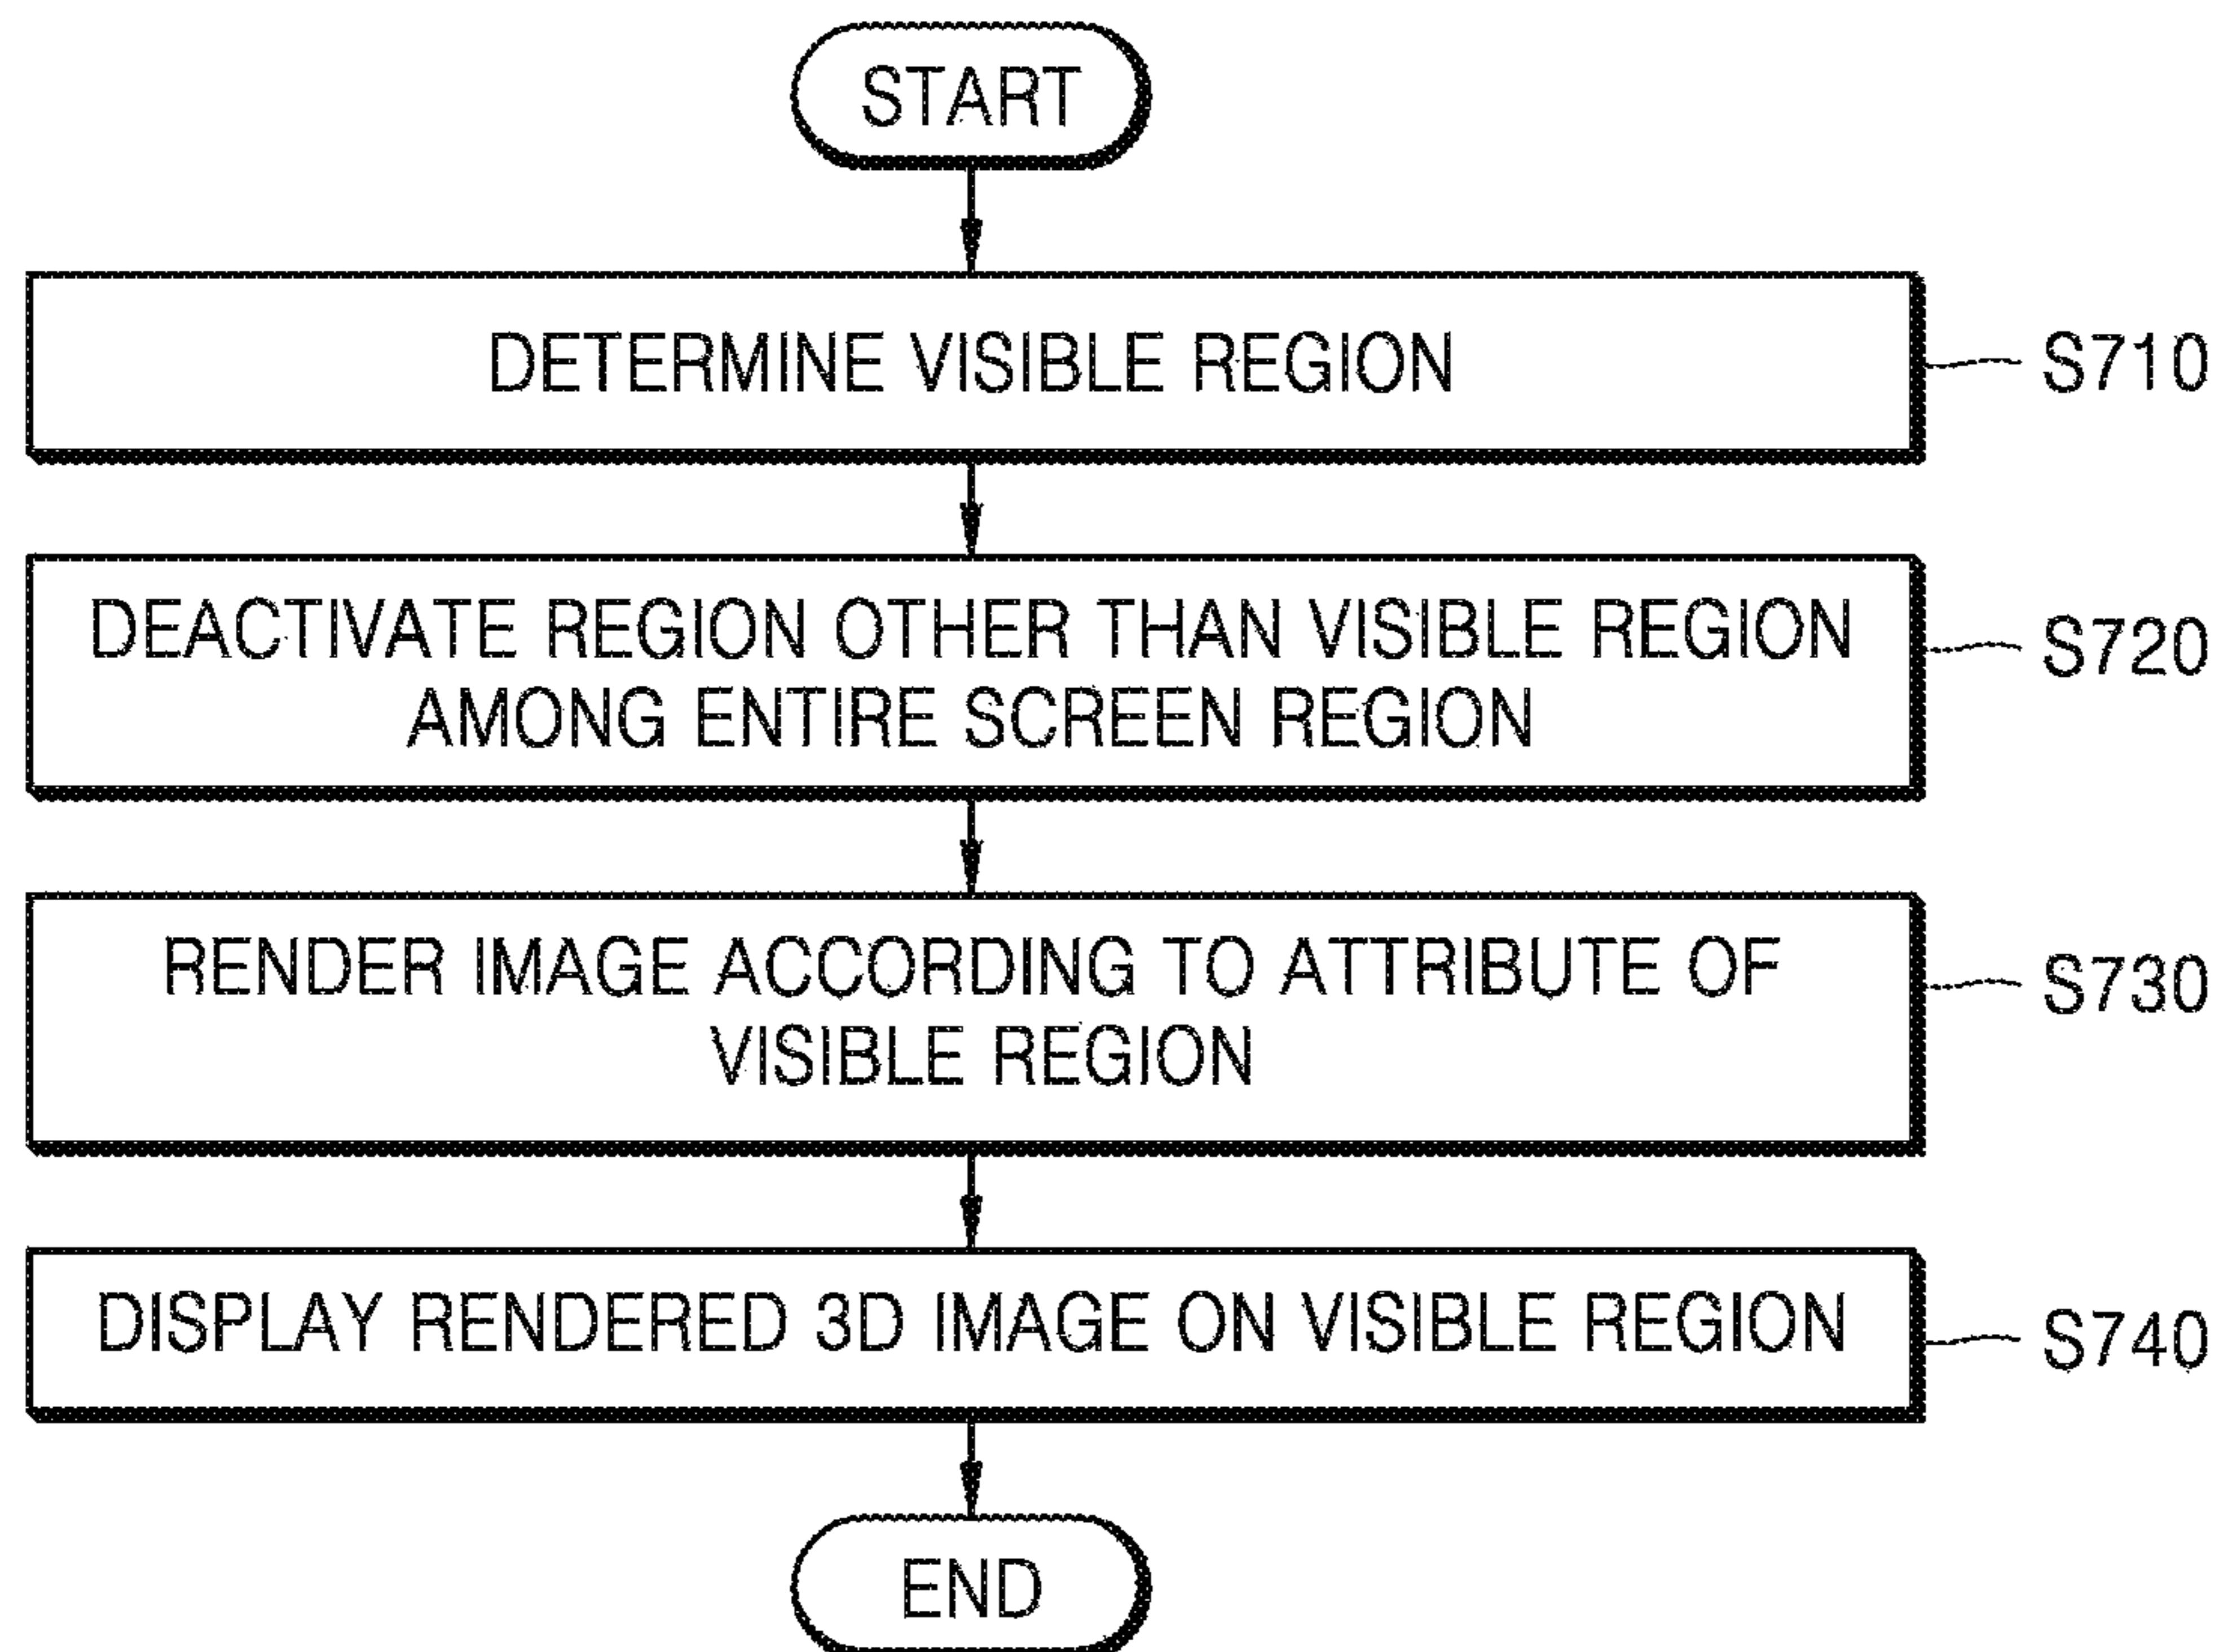 START
DETERMINE VISIBLE REGION
S710
DEACTIVATE REGION OTHER THAN VISIBLE REGION
AMONG ENTIRE SCREEN REGION
S720
RENDER IMAGE ACCORDING TO ATTRIBUTE OF
VISIBLE REGION
S730
DISPLAY RENDERED 3D IMAGE ON VISIBLE REGION
S740
END